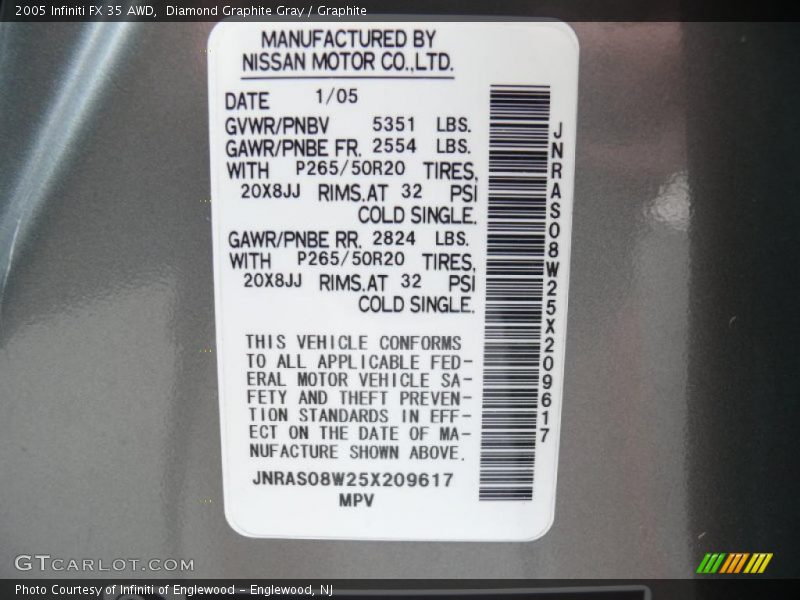 2005 Infiniti FX 35 AWD,  Diamond Graphite Gray / Graphite
MANUFACTURED BY
NISSAN MOTOR CO.,LTD.
DATE 1/05
GVWR/PNBV 5351 LBS.
GAWR/PNBE FR. 2554 LBS.
WITH P265/50R20 TIRES,
20X8JJ RIMS.AT 32 PSI
COLD SINGLE.
GAWR/PNBE RR. 2824 LBS.
WITH P265/50R20 TIRES,
20X8JJ RIMS.AT 32 PSI
COLD SINGLE.
THIS VEHICLE CONFORMS
TO ALL APPLICABLE FED-
ERAL MOTOR VEHICLE SA-
FETY AND THEFT PREVEN-
TION STANDARDS IN EFF-
ECT ON THE DATE OF MA-
NUFACTURE SHOWN ABOVE.
JNRAS08W25X209617
MPV
JNRAS08W25X209617
GTCARLOT.COM
Photo Courtesy of Infiniti of Englewood – Englewood, NJ